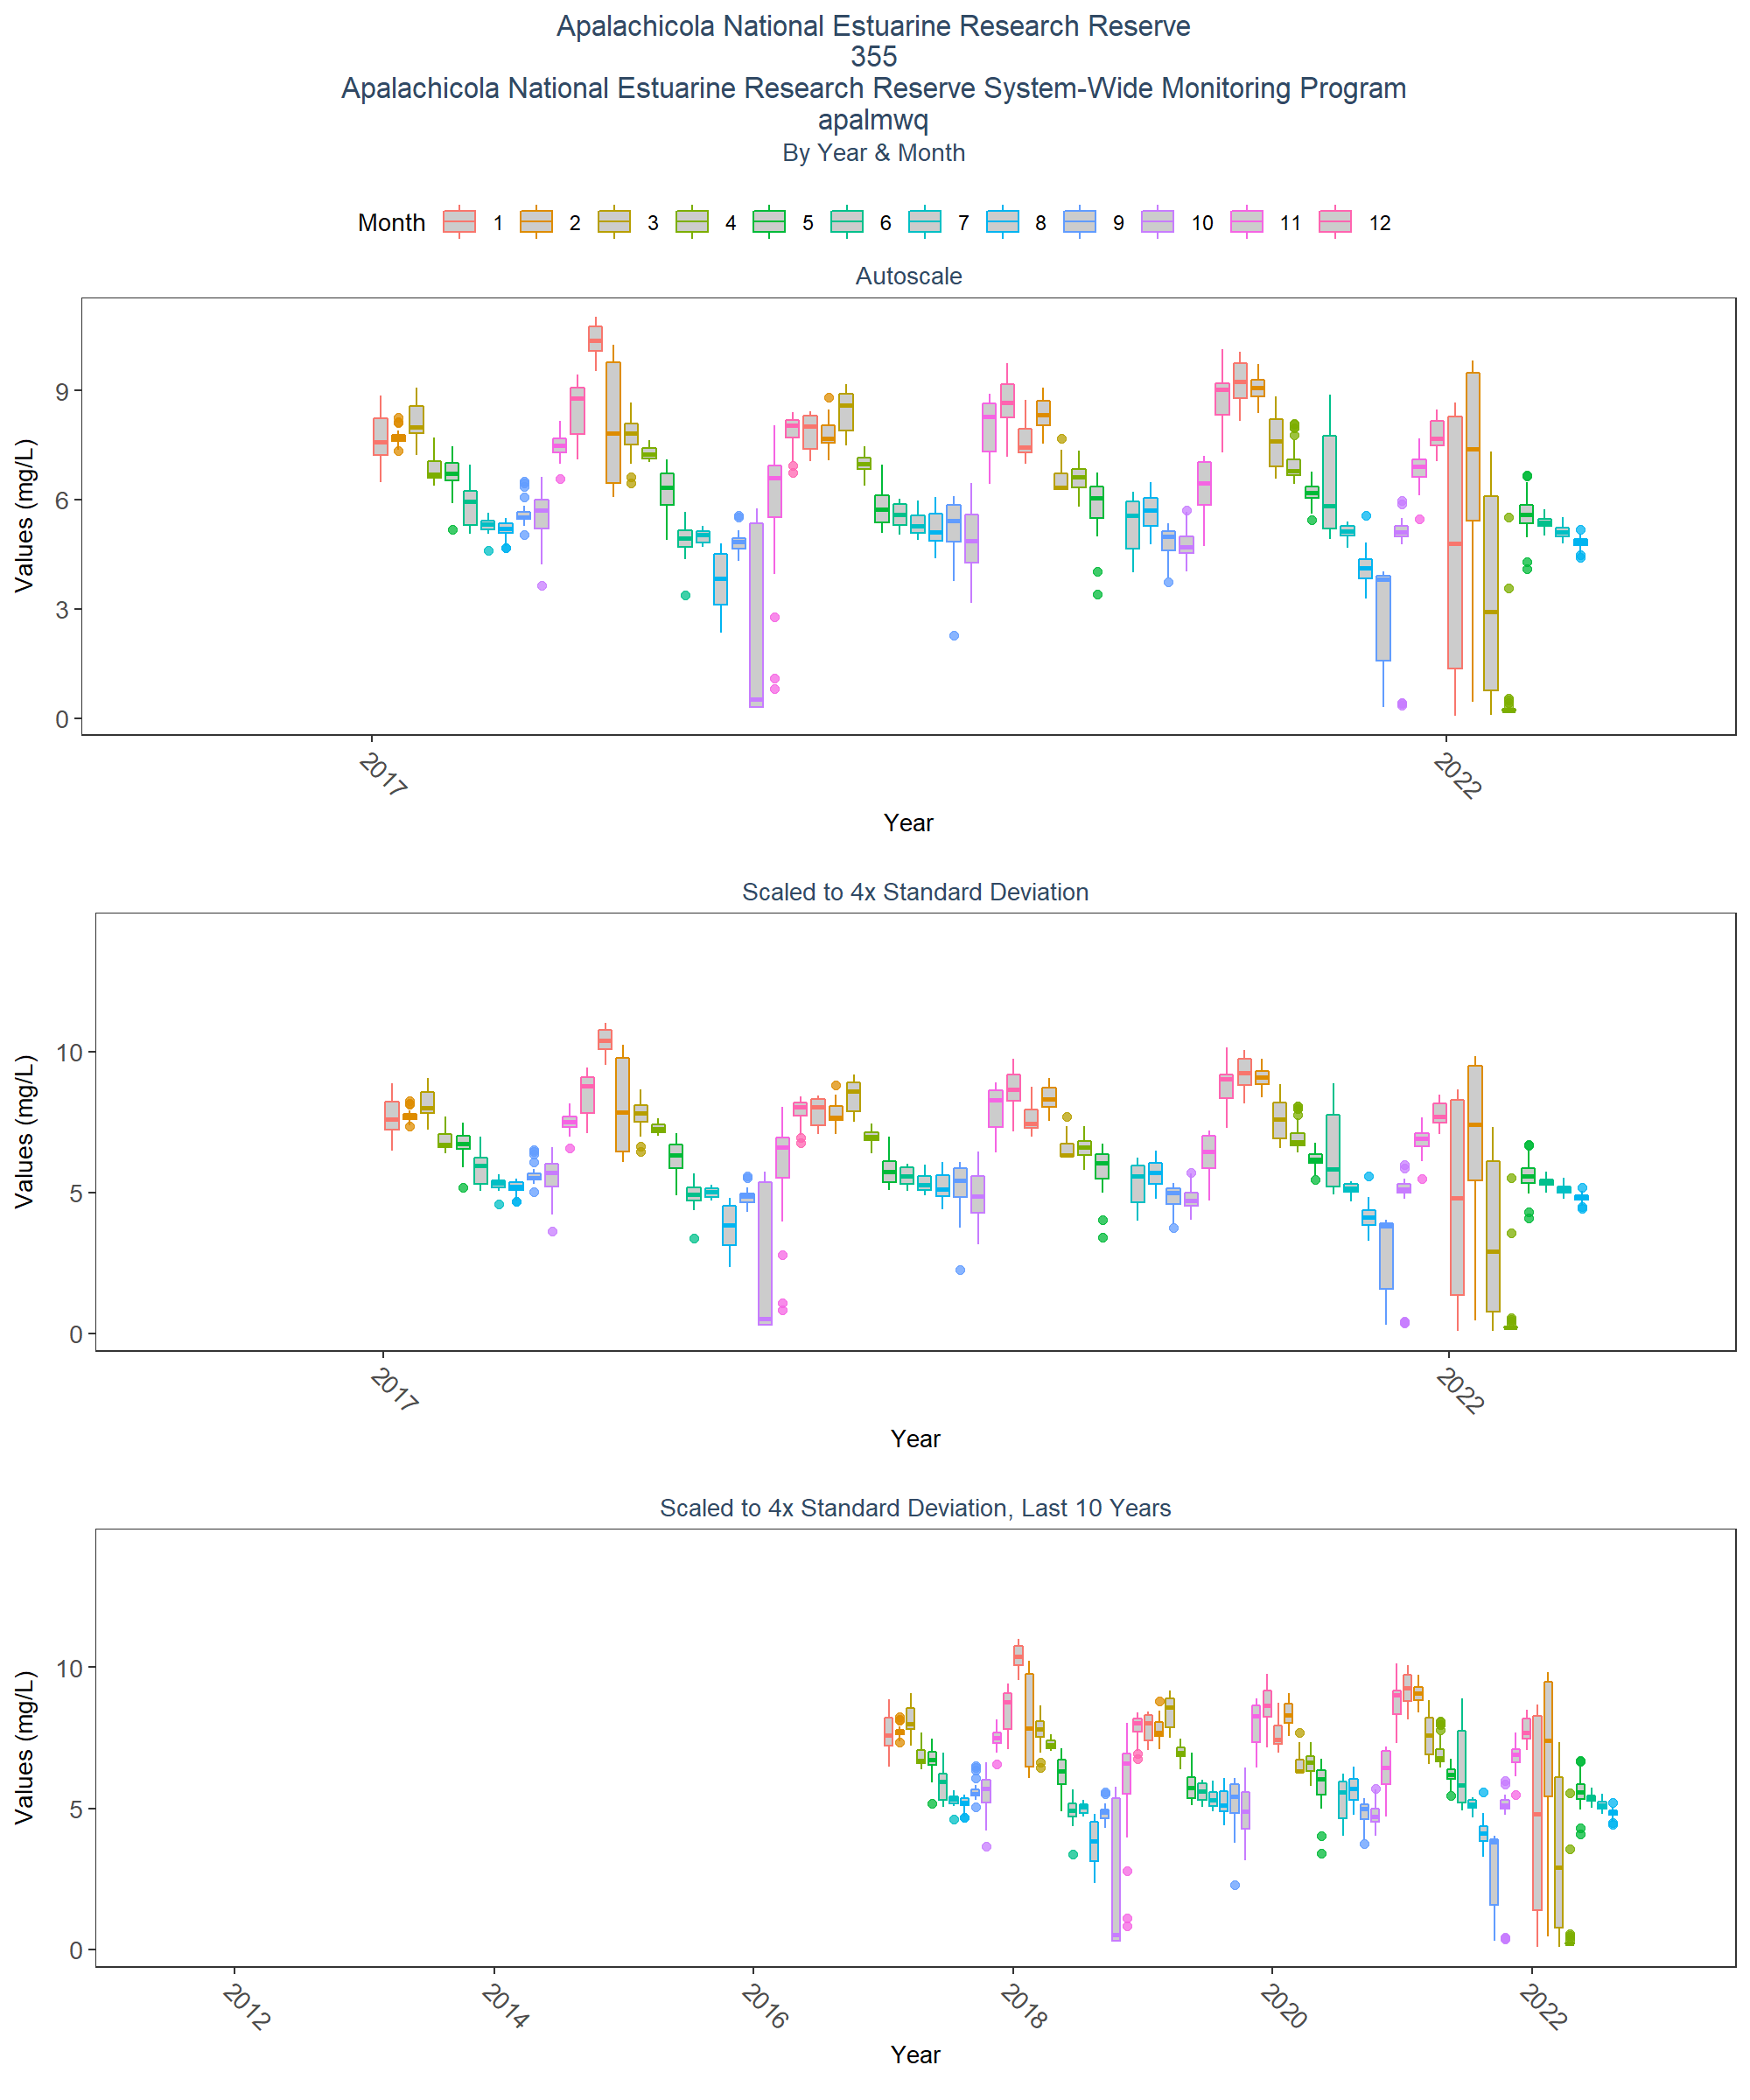 Apalachicola National Estuarine Research Reserve
355
Apalachicola National Estuarine Research Reserve System-Wide Monitoring Program
apalmwq
By Year & Month
Month 1 2 3 4 5 6 7 8 9 10 11 12
Autoscale
Values (mg/L)
9
6
3
0
2017 2022
Year
Scaled to 4x Standard Deviation
Values (mg/L)
10
5
0
2017 2022
Year
Scaled to 4x Standard Deviation, Last 10 Years
Values (mg/L)
10
5
0
2012 2014 2016 2018 2020 2022
Year